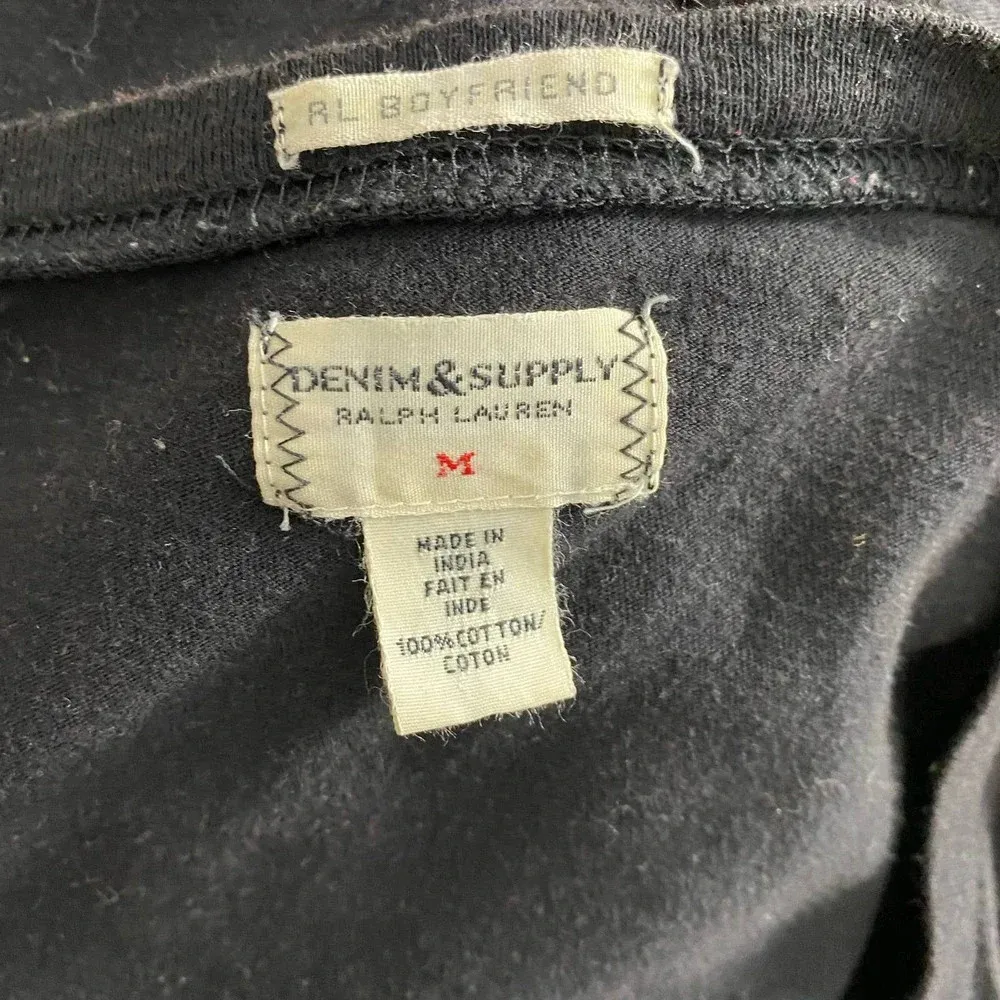 RL BOYFRIEND
DENIM&SUPPLY
RALPH LAUREN
M
MADE IN
INDIA
FAIT EN
INDE
100%COTTON/
COTON